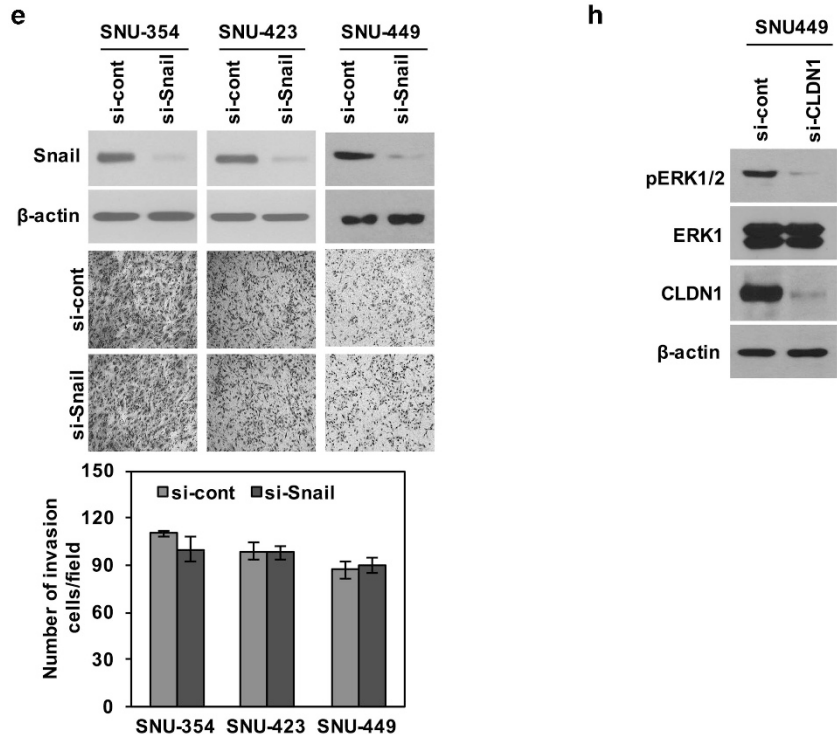 e
SNU-354 SNU-423 SNU-449
si-cont si-Snail si-cont si-Snail si-cont si-Snail
Snail
β-actin
si-cont
si-Snail
150
120
90
60
30
0
Number of invasion
cells/field
si-cont si-Snail
SNU-354 SNU-423 SNU-449
h
SNU449
si-cont si-CLDN1
pERK1/2
ERK1
CLDN1
β-actin